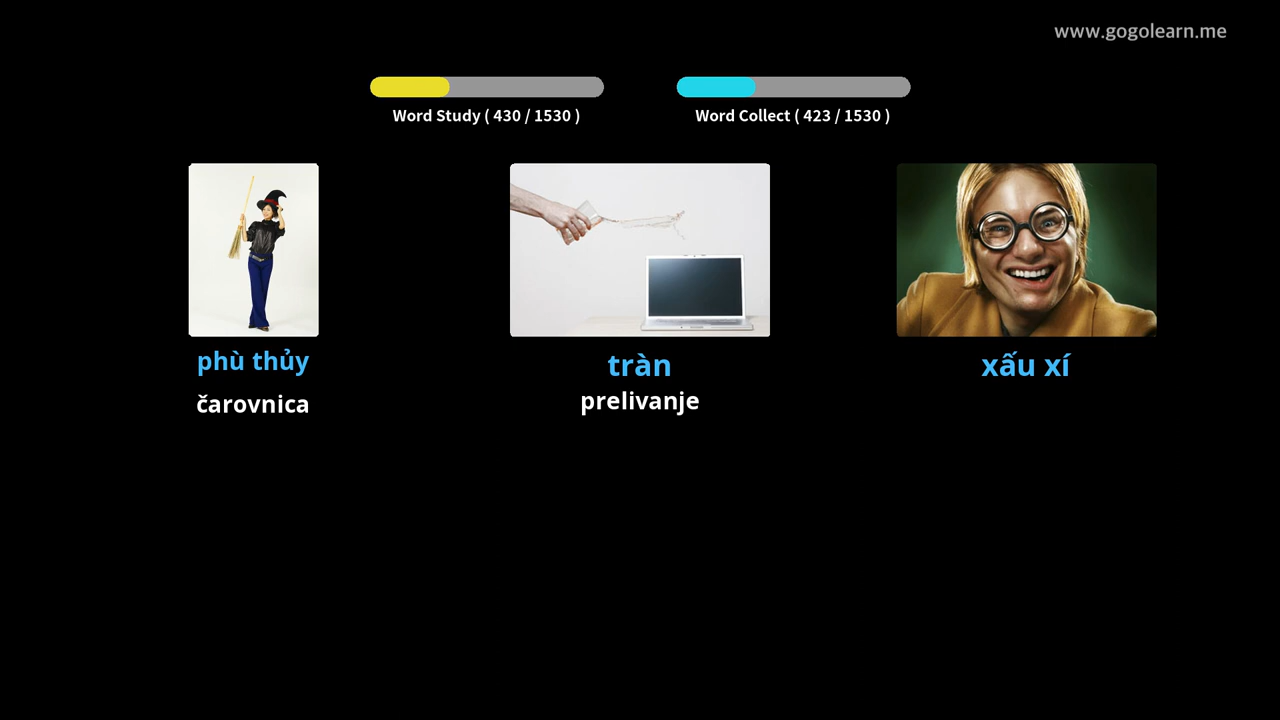 www.gogolearn.me
Word Study ( 430 / 1530 )
Word Collect ( 423 / 1530 )
phù thủy
čarovnica
tràn
prelivanje
xấu xí